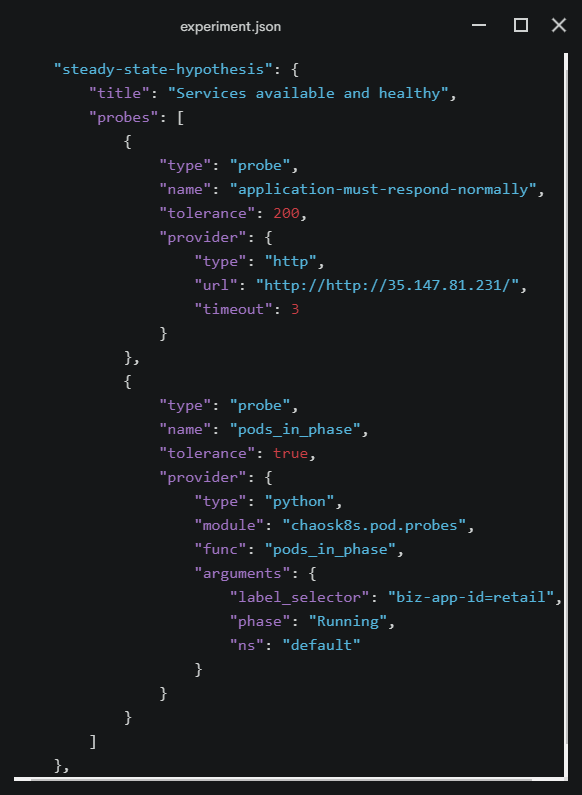 experiment.json
"steady-state-hypothesis": {
"title": "Services available and healthy",
"probes": [
{
"type": "probe",
"name": "application-must-respond-normally",
"tolerance": 200,
"provider": {
"type": "http",
"url": "http://http://35.147.81.231/",
"timeout": 3
}
},
{
"type": "probe",
"name": "pods_in_phase",
"tolerance": true,
"provider": {
"type": "python",
"module": "chaosk8s.pod.probes",
"func": "pods_in_phase",
"arguments": {
"label_selector": "biz-app-id=retail",
"phase": "Running",
"ns": "default"
}
}
}
]
},